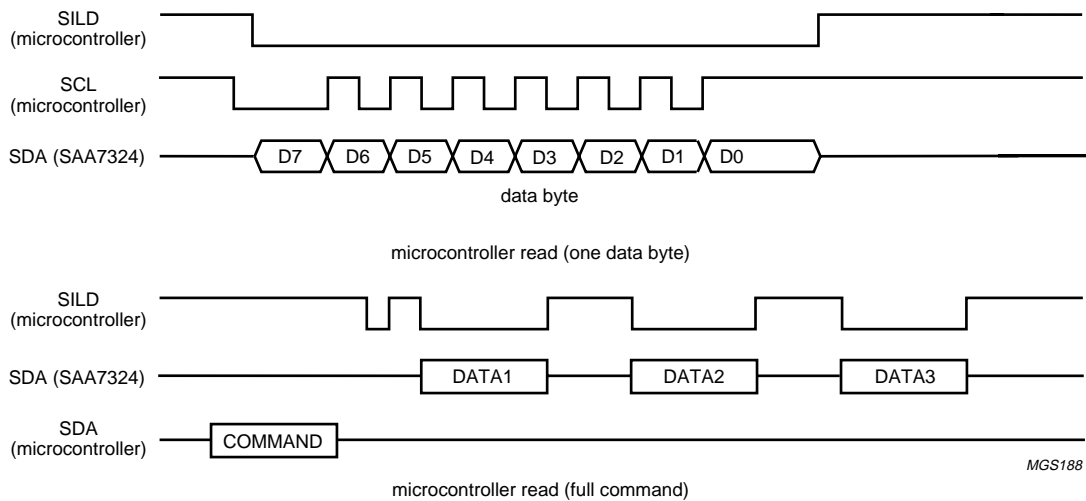 SILD
(microcontroller)
SCL
(microcontroller)
SDA (SAA7324)
D7 D6 D5 D4 D3 D2 D1 D0
data byte
microcontroller read (one data byte)
SILD
(microcontroller)
SDA (SAA7324)
DATA1 DATA2 DATA3
SDA
(microcontroller)
COMMAND
MGS188
microcontroller read (full command)